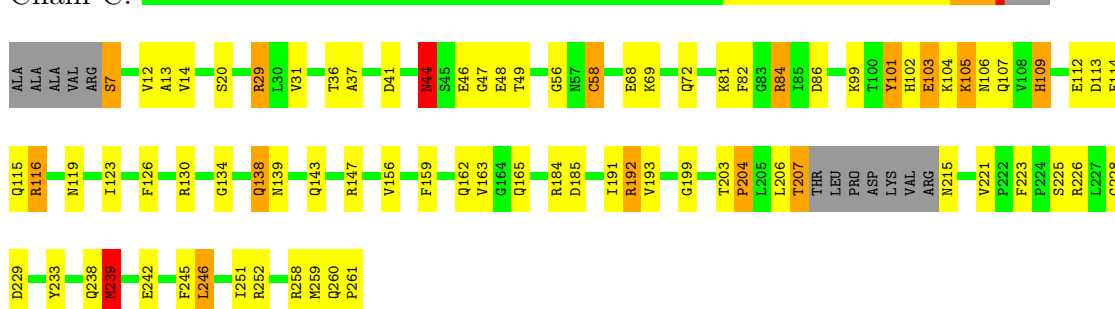 Chain C:
ALA ALA ALA VAL ARG S7 V12 A13 V14 S20 R29 L30 V31 T36 A37 D41 N44 S45 E46 G47 E48 T49 G56 N57 C58 E68 K69 Q72 K81 F82 G83 R84 I85 D86 K99 T100 Y101 H102 E103 K104 K105 N106 Q107 V108 H109 E112 D113
Q115 R116 N119 I123 F126 R130 G134 Q138 N139 Q143 R147 V156 F159 Q162 V163 G164 Q165 R184 D185 I191 R192 V193 G199 T203 P204 L205 L206 T207 THR LEU PRO ASP LYS VAL ARG N215 V221 P222 F223 P224 S225 R226 L227
D229 Y233 Q238 M239 E242 F245 L246 I251 R252 R258 M259 Q260 P261